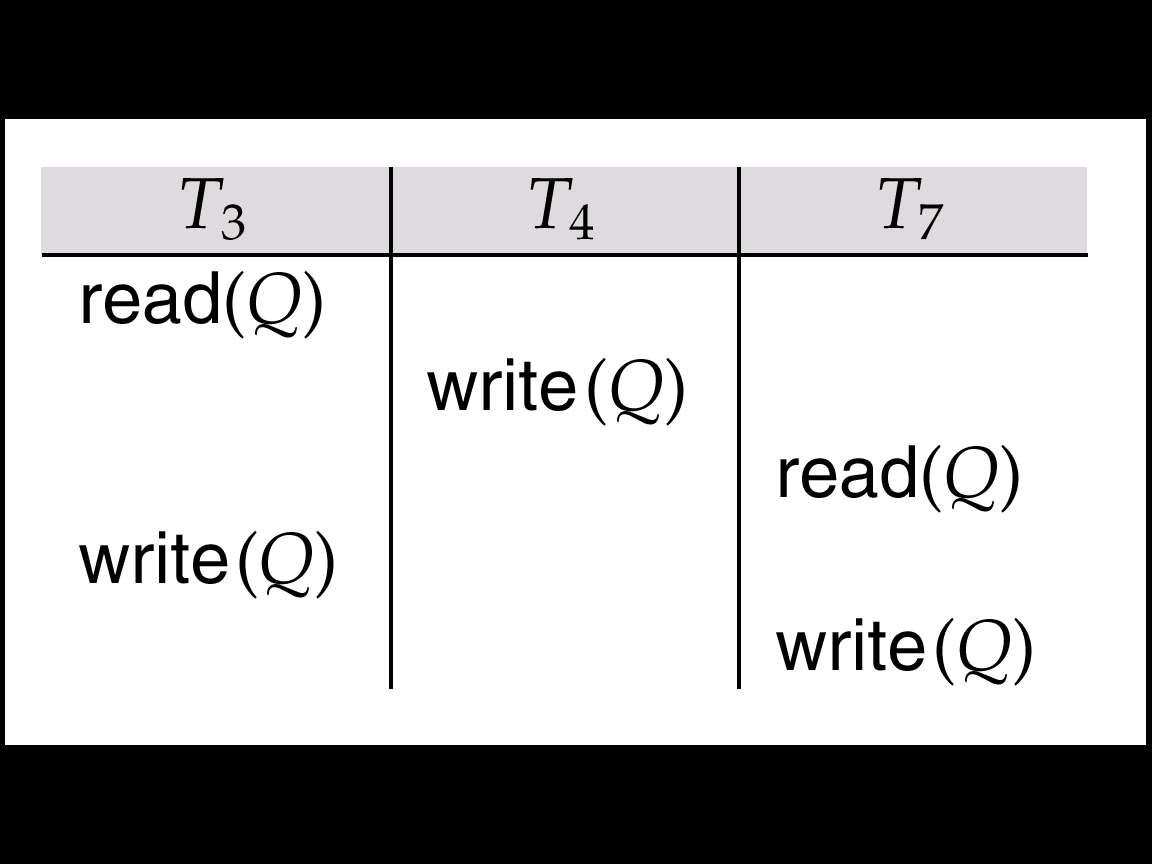 T₃ T₄ T₇
read(Q)
write(Q)
read(Q)
write(Q)
write(Q)